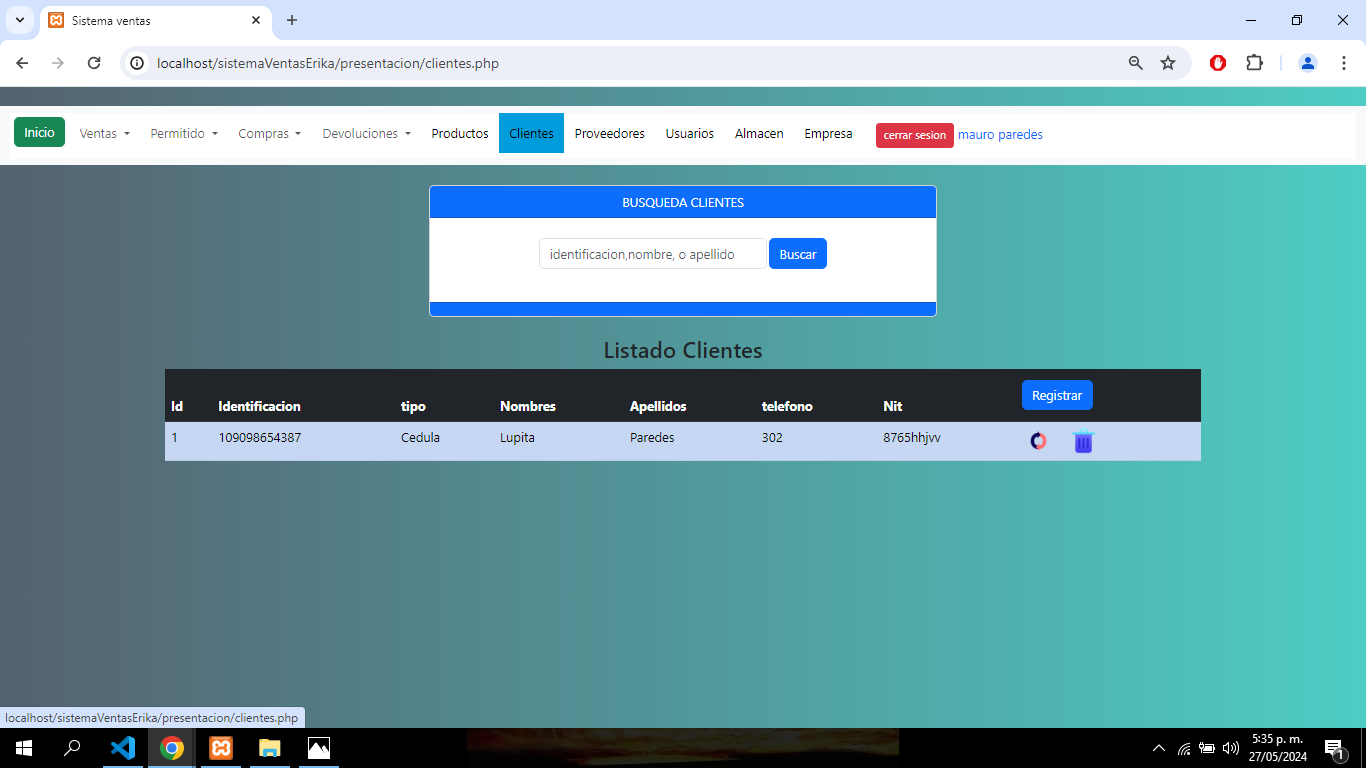 Sistema ventas
localhost/sistemaVentasErika/presentacion/clientes.php
Inicio Ventas Permitido Compras Devoluciones Productos Clientes Proveedores Usuarios Almacen Empresa cerrar sesion mauro paredes
BUSQUEDA CLIENTES
identificacion,nombre, o apellido Buscar
Listado Clientes
Registrar
Id Identificacion tipo Nombres Apellidos telefono Nit
1 109098654387 Cedula Lupita Paredes 302 8765hhjvv
localhost/sistemaVentasErika/presentacion/clientes.php
5:35 p. m.
27/05/2024
1